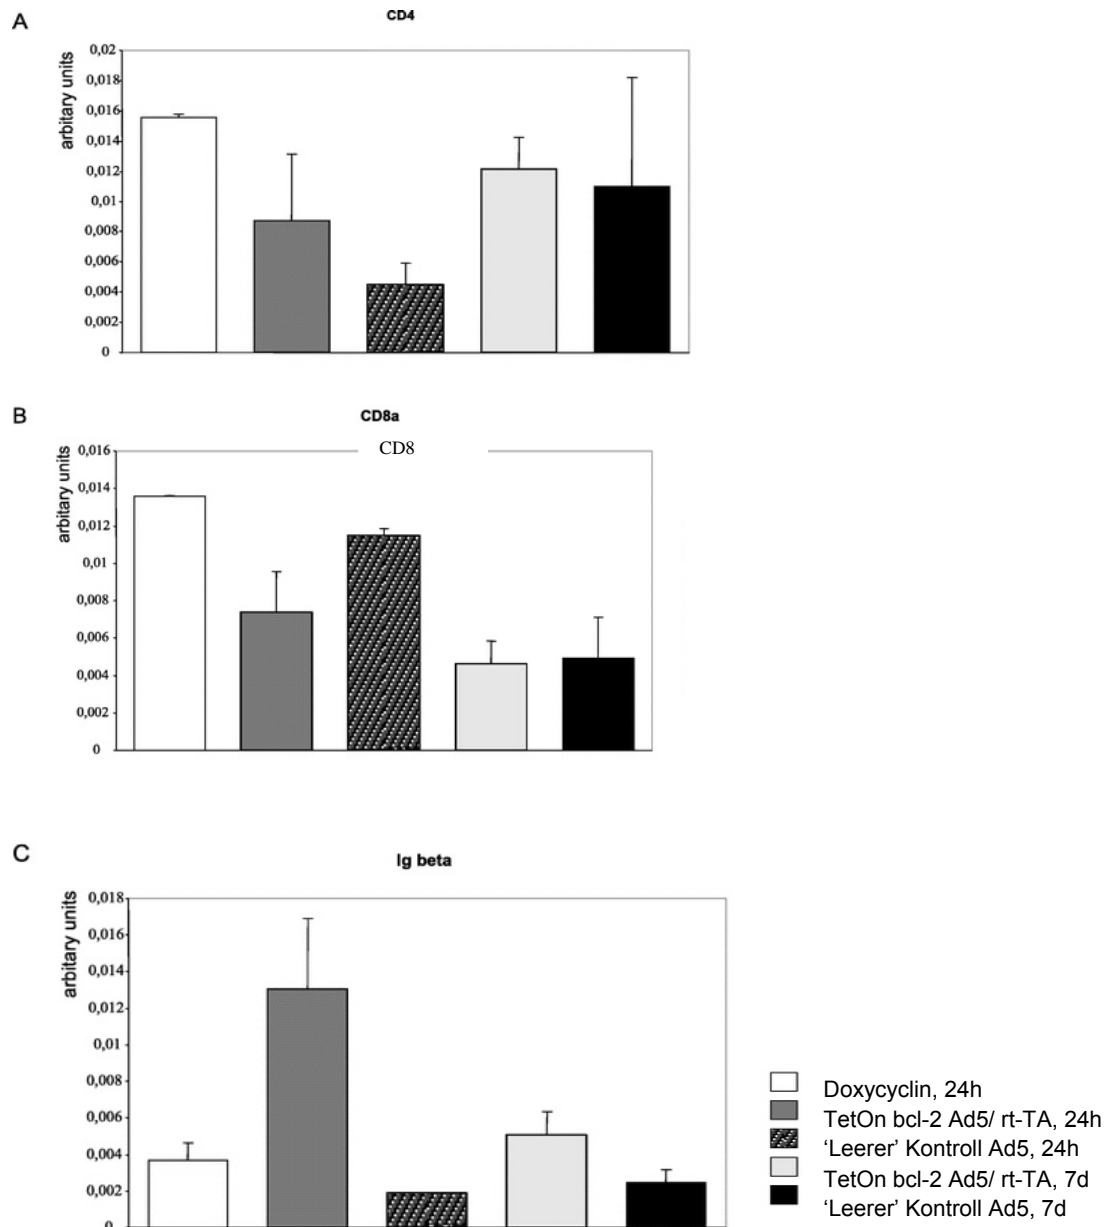 A
CD4
arbitary units
0,02
0,018
0,016
0,014
0,012
0,01
0,008
0,006
0,004
0,002
0
B
CD8a
CD8
arbitary units
0,016
0,014
0,012
0,01
0,008
0,006
0,004
0,002
0
C
Ig beta
arbitary units
0,018
0,016
0,014
0,012
0,01
0,008
0,006
0,004
0,002
0
Doxycyclin, 24h
TetOn bcl-2 Ad5/ rt-TA, 24h
‘Leerer’ Kontroll Ad5, 24h
TetOn bcl-2 Ad5/ rt-TA, 7d
‘Leerer’ Kontroll Ad5, 7d